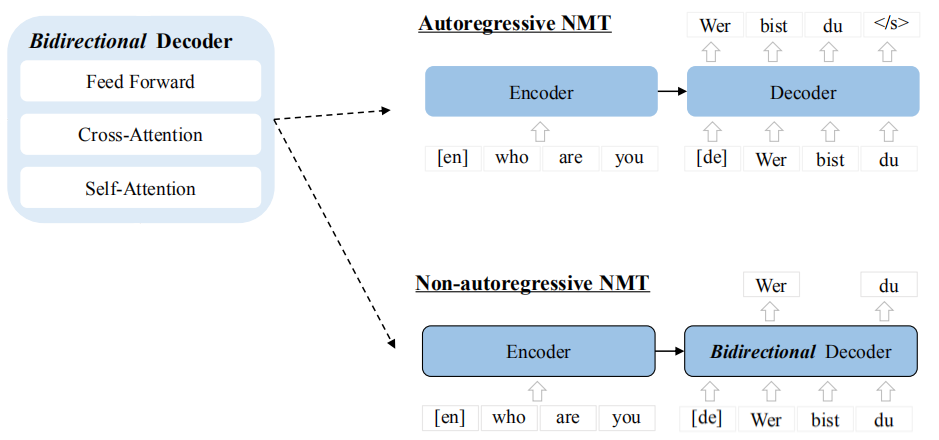 Bidirectional Decoder
Feed Forward
Cross-Attention
Self-Attention
Autoregressive NMT
Wer bist du </s>
Encoder
Decoder
[en] who are you
[de] Wer bist du
Non-autoregressive NMT
Wer du
Encoder
Bidirectional Decoder
[en] who are you
[de] Wer bist du